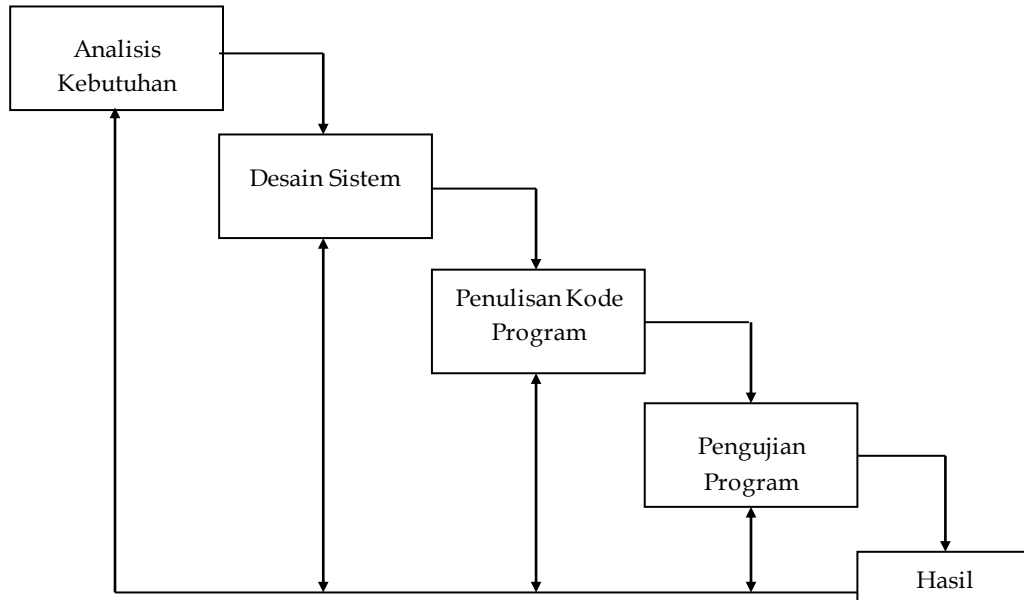 Analisis
Kebutuhan
Desain Sistem
Penulisan Kode
Program
Pengujian
Program
Hasil